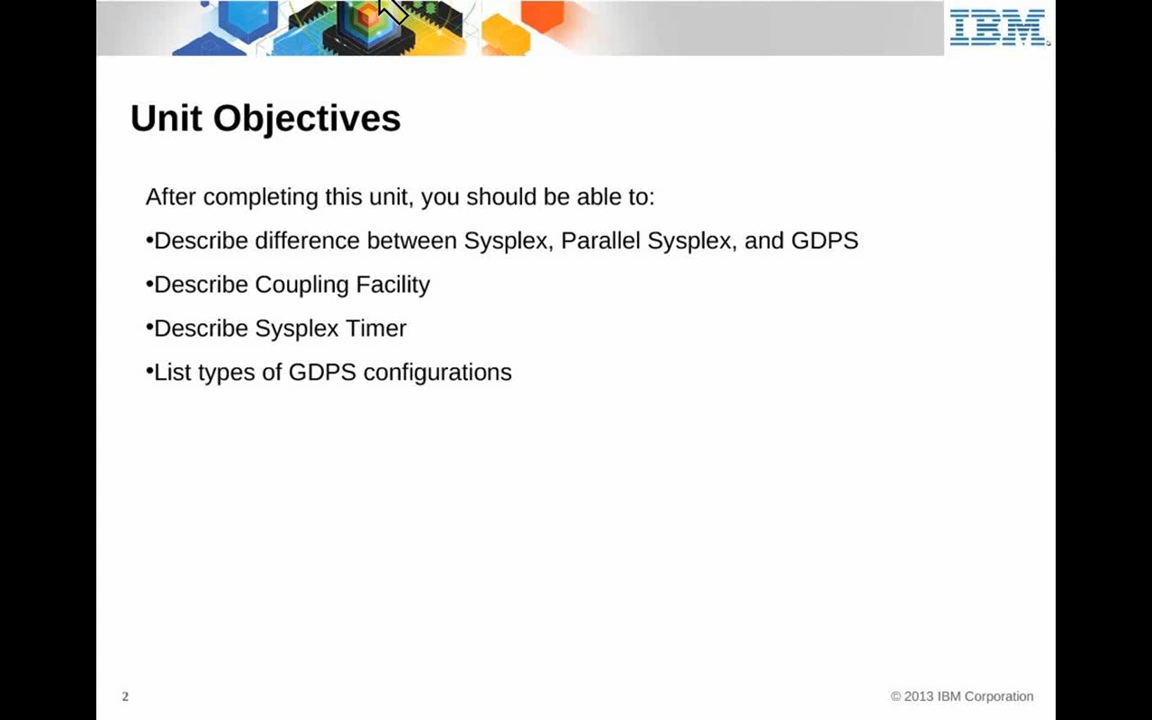 IBM
Unit Objectives
After completing this unit, you should be able to:
•Describe difference between Sysplex, Parallel Sysplex, and GDPS
•Describe Coupling Facility
•Describe Sysplex Timer
•List types of GDPS configurations
2
© 2013 IBM Corporation